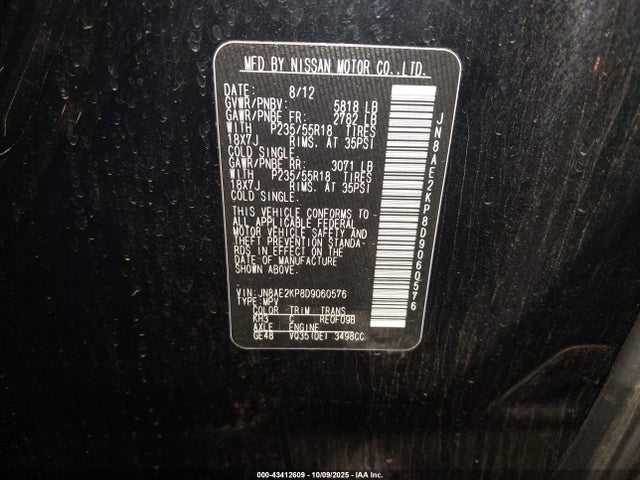 MFD BY NISSAN MOTOR CO.,LTD.
DATE: 8/12
GVWR/PNBV: 5818 LB
GAWR/PNBE FR: 2782 LB
WITH P235/55R18 TIRES
18X7J RIMS. AT 35PSI
COLD SINGLE.
GAWR/PNBE RR: 3071 LB
WITH P235/55R18 TIRES
18X7J RIMS. AT 35PSI
COLD SINGLE.
THIS VEHICLE CONFORMS TO
ALL APPLICABLE FEDERAL
MOTOR VEHICLE SAFETY AND
THEFT PREVENTION STANDA-
RDS IN EFFECT ON THE
DATE OF MANUFACTURE
SHOWN ABOVE.
VIN: JN8AE2KP8D9060576
TYPE: MPV
COLOR TRIM TRANS
KH3 C RE0F09B
AXLE ENGINE
GE48 VQ35(DE) 3498CC
JN8AE2KP8D9060576
000-43412609 - 10/09/2025 - IAA, Inc.